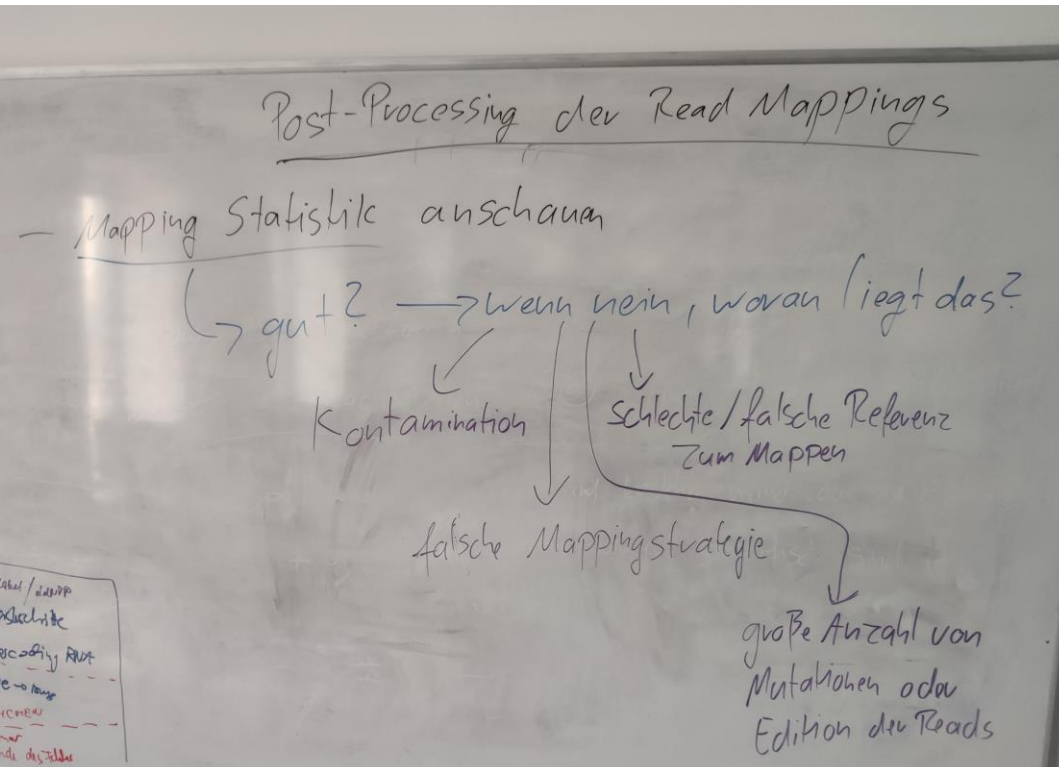 Post-Processing der Read Mappings
- Mapping Statistik anschauen
gut? → wenn nein, woran liegt das?
Kontamination
schlechte/falsche Referenz
zum Mappen
falsche Mappingstrategie
große Anzahl von
Mutationen oder
Edition der Reads
RNA